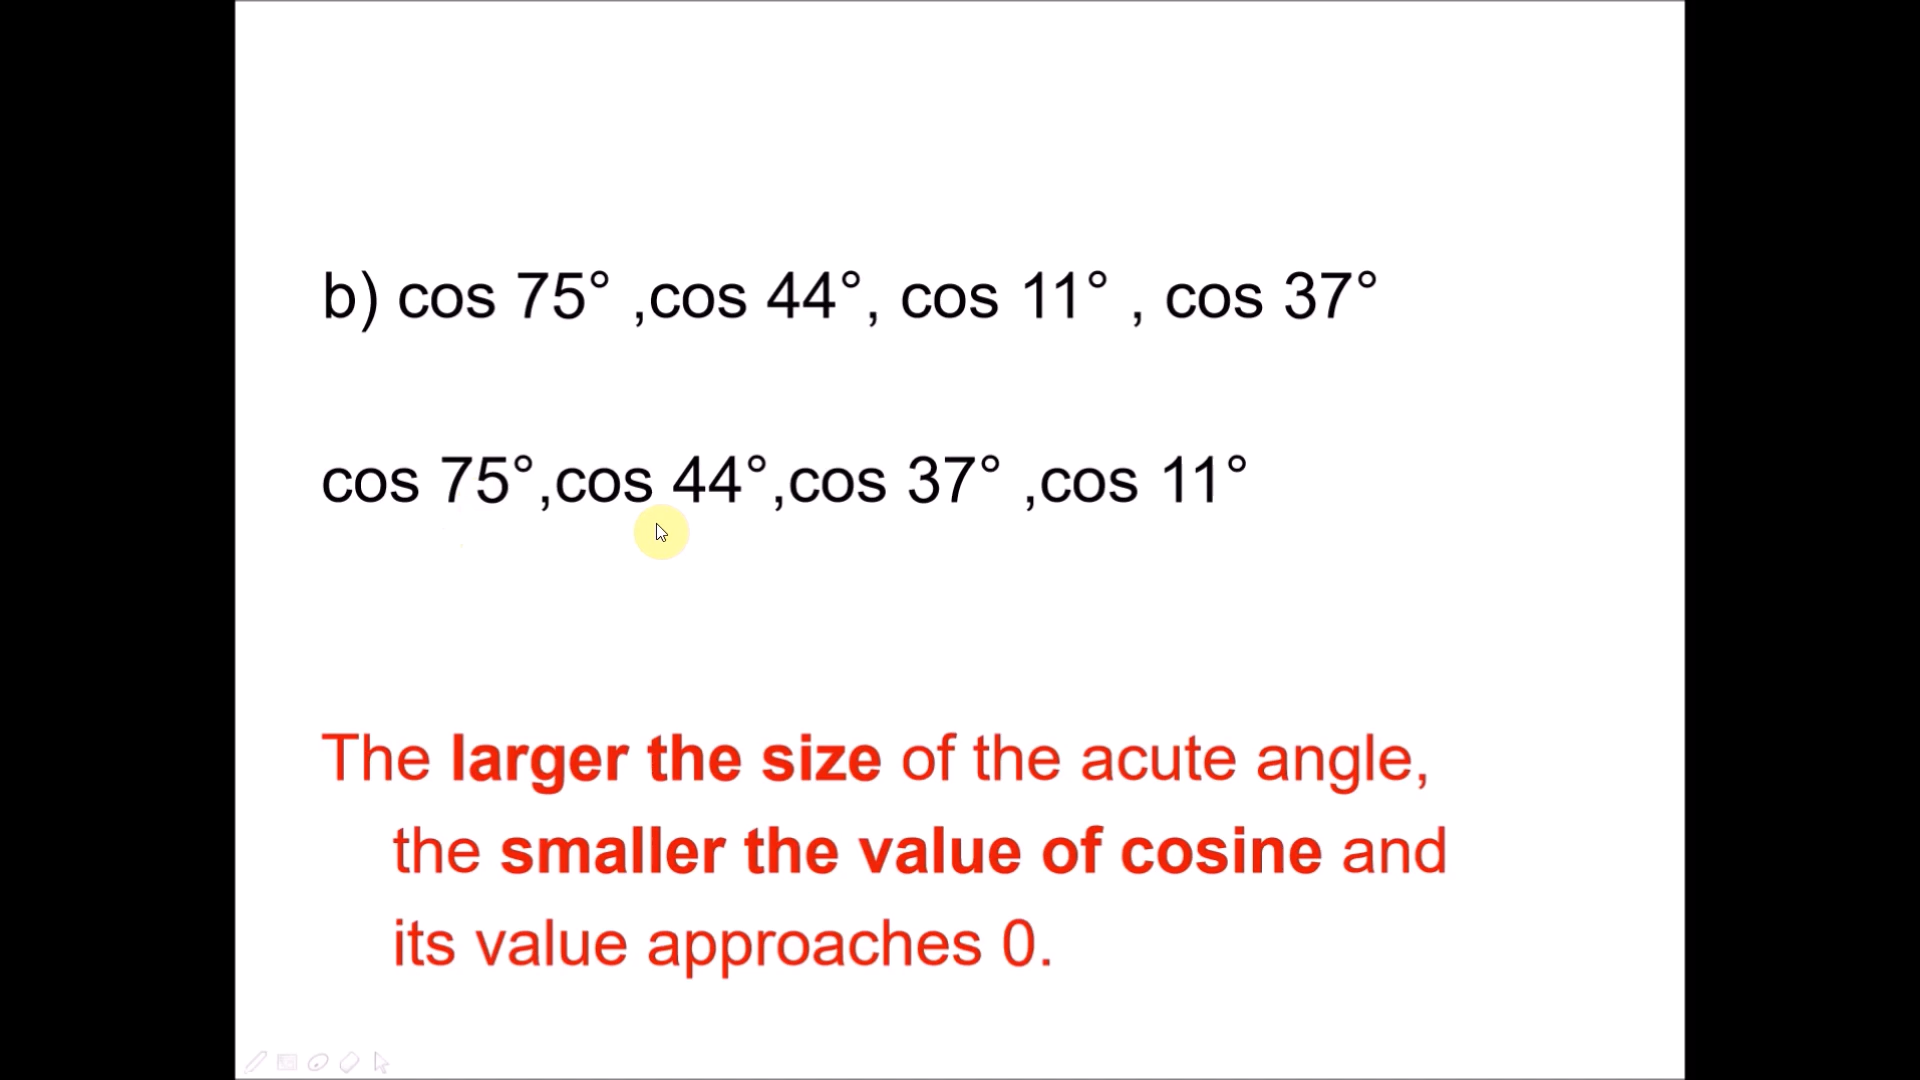 b) cos 75° ,cos 44°, cos 11° , cos 37°
cos 75°,cos 44°,cos 37° ,cos 11°
The larger the size of the acute angle,
the smaller the value of cosine and
its value approaches 0.